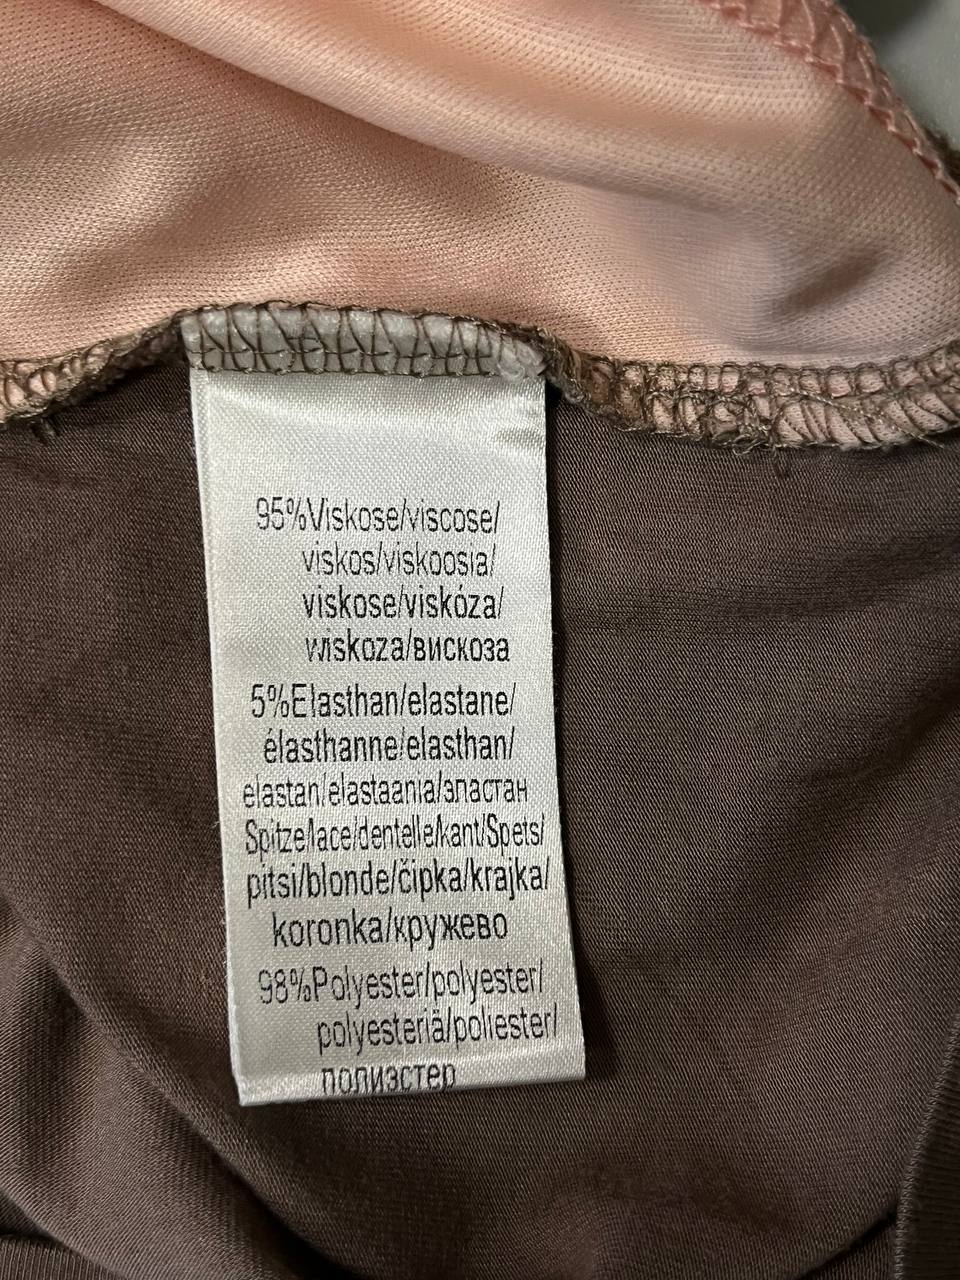 95%Viskose/viscose/
viskos/viskoosia/
viskose/viskóza/
wiskoza/вискоза
5%Elasthan/elastane/
élasthanne/elasthan/
elastan/elastaania/эластан
Spitze/lace/dentelle/kant/Spets/
pitsi/blonde/čipka/krajka/
koronka/кружево
98%Polyester/polyester/
polyesteriä/poliester/
полиэстер